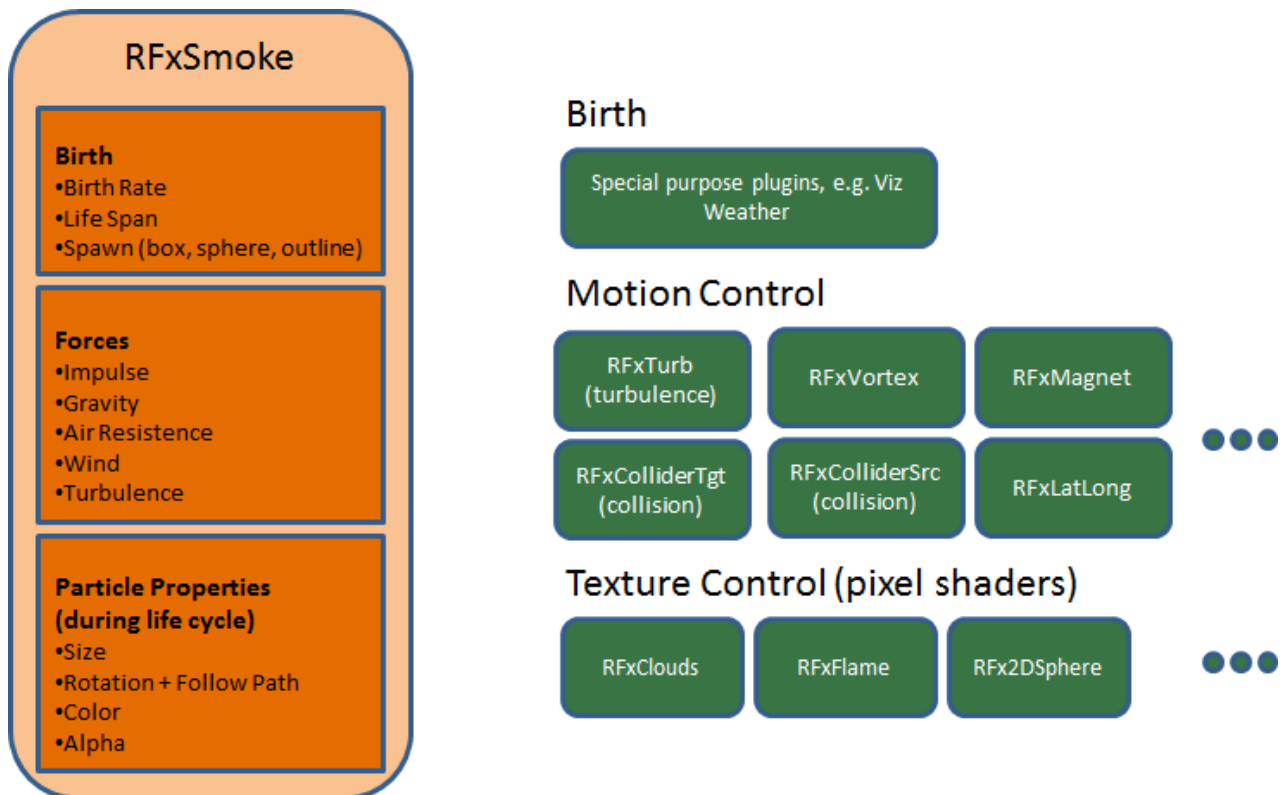 RFxSmoke
Birth
•Birth Rate
•Life Span
•Spawn (box, sphere, outline)
Forces
•Impulse
•Gravity
•Air Resistence
•Wind
•Turbulence
Particle Properties
(during life cycle)
•Size
•Rotation + Follow Path
•Color
•Alpha
Birth
Special purpose plugins, e.g. Viz
Weather
Motion Control
RFxTurb
(turbulence)
RFxVortex
RFxMagnet
RFxColliderTgt
(collision)
RFxColliderSrc
(collision)
RFxLatLong
Texture Control (pixel shaders)
RFxClouds
RFxFlame
RFx2DSphere